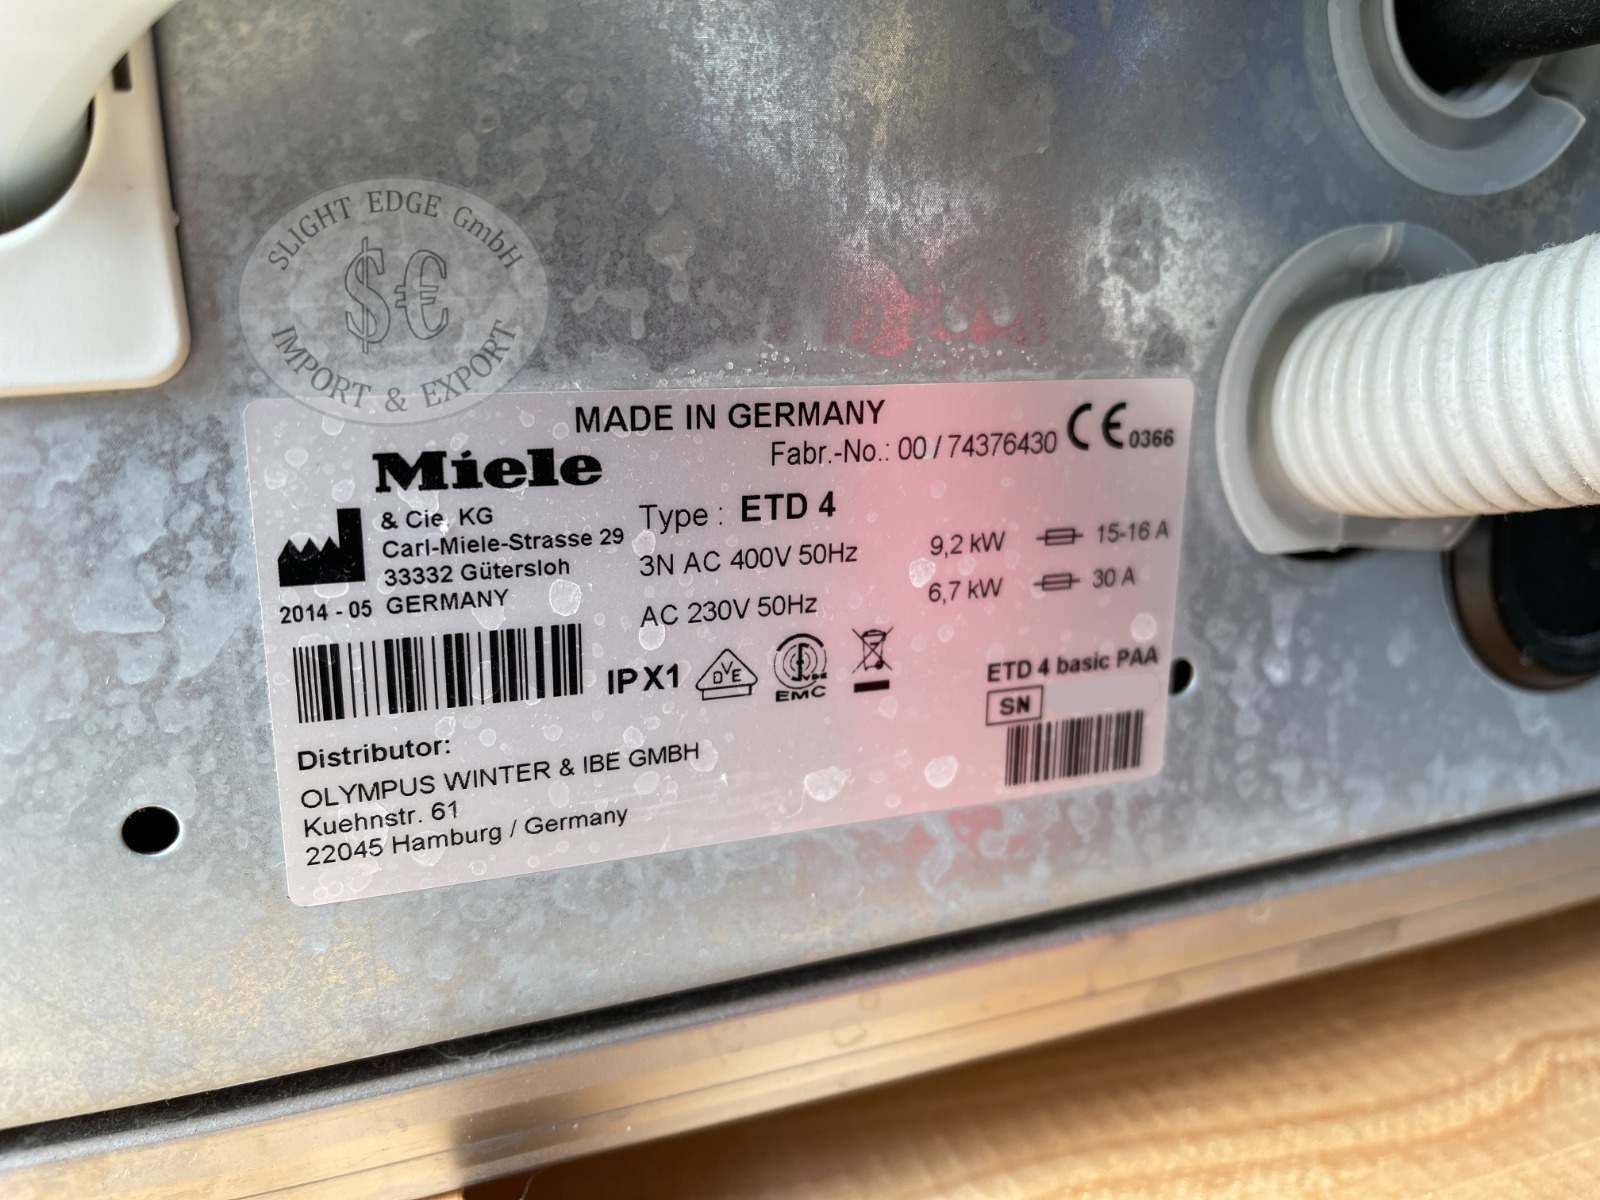 SLIGHT EDGE GmbH
$€
IMPORT & EXPORT
MADE IN GERMANY
Fabr.-No.: 00 / 74376430 CE 0366
Miele
& Cie. KG
Carl-Miele-Strasse 29
33332 Gütersloh
2014 - 05 GERMANY
Type : ETD 4
3N AC 400V 50Hz 9,2 kW 15-16 A
AC 230V 50Hz 6,7 kW 30 A
IP X1 DVE VDE EMC
ETD 4 basic PAA
SN
Distributor:
OLYMPUS WINTER & IBE GMBH
Kuehnstr. 61
22045 Hamburg / Germany